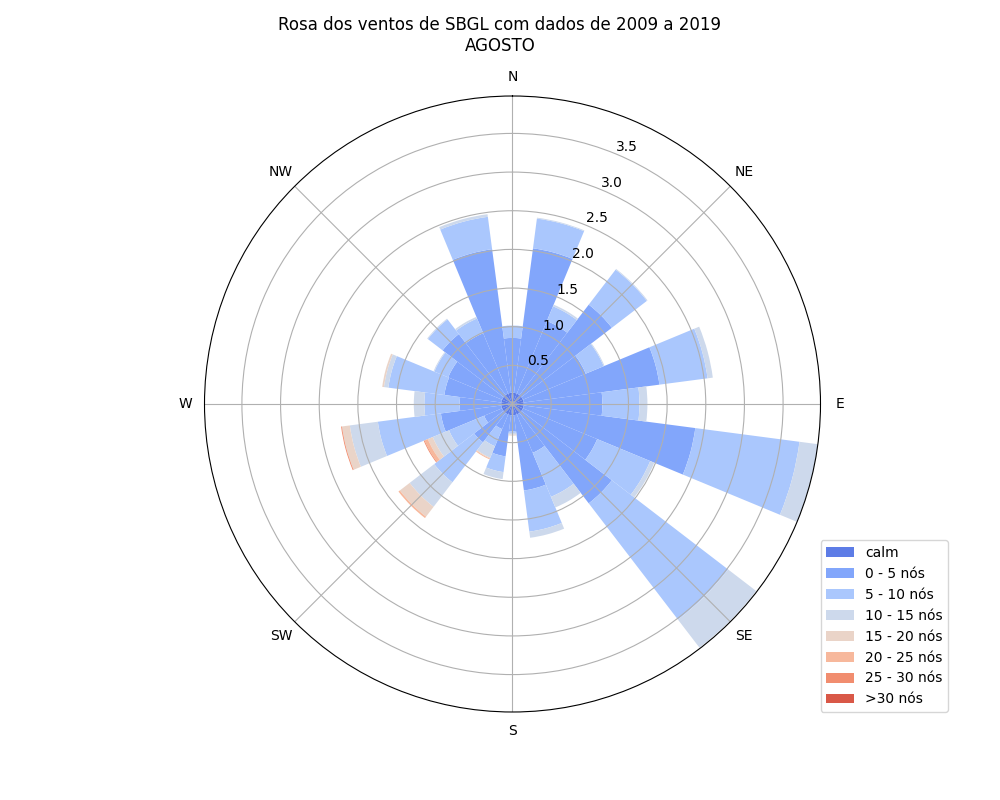 Rosa dos ventos de SBGL com dados de 2009 a 2019
AGOSTO
N
NW
NE
3.5
3.0
2.5
2.0
1.5
1.0
0.5
W
E
SW
SE
S
calm
0 - 5 nós
5 - 10 nós
10 - 15 nós
15 - 20 nós
20 - 25 nós
25 - 30 nós
>30 nós